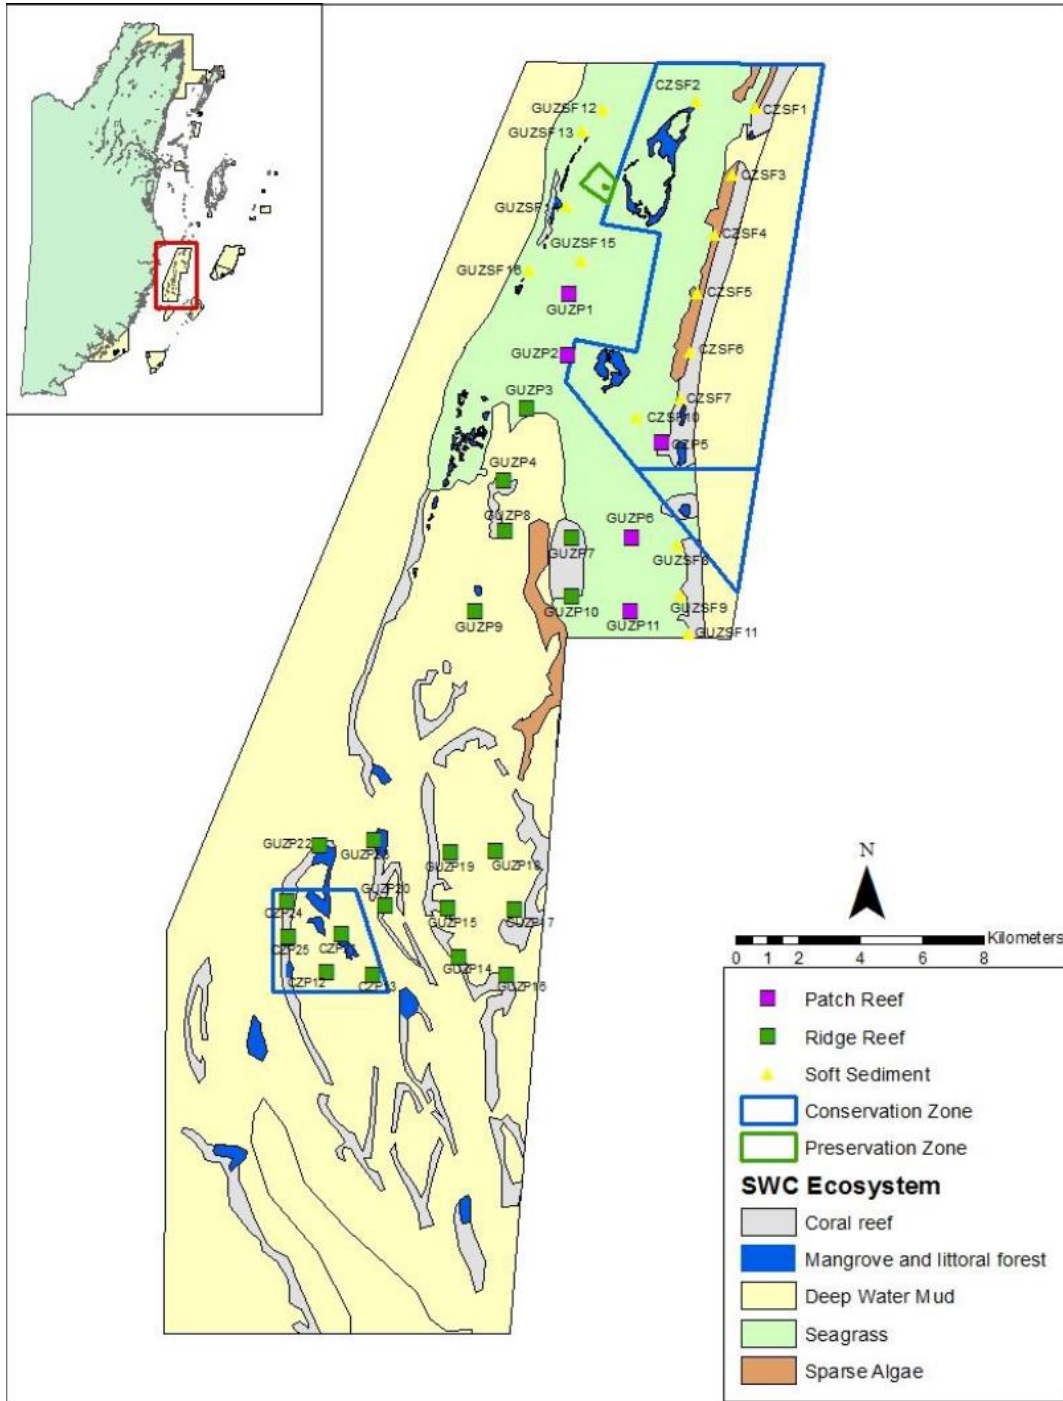 CZSF2
CZSF1
GUZSF12
GUZSF13
CZSF3
CZSF4
GUZSF15
GUZSF16
CZSF5
GUZP1
GUZP2
CZSF6
CZSF7
GUZP3
CZSF10
CZP5
GUZP4
GUZP8
GUZP6
GUZP7
GUZSF8
GUZP9
GUZP10
GUZP11
GUZSF9
GUZSF11
GUZP22
GUZP19
GUZP18
GUZP20
CZP24
GUZP15
GUZP17
CZP25
GUZP14
CZP12
CZP13
GUZP16
N
Kilometers
0 1 2 4 6 8
Patch Reef
Ridge Reef
Soft Sediment
Conservation Zone
Preservation Zone
SWC Ecosystem
Coral reef
Mangrove and littoral forest
Deep Water Mud
Seagrass
Sparse Algae